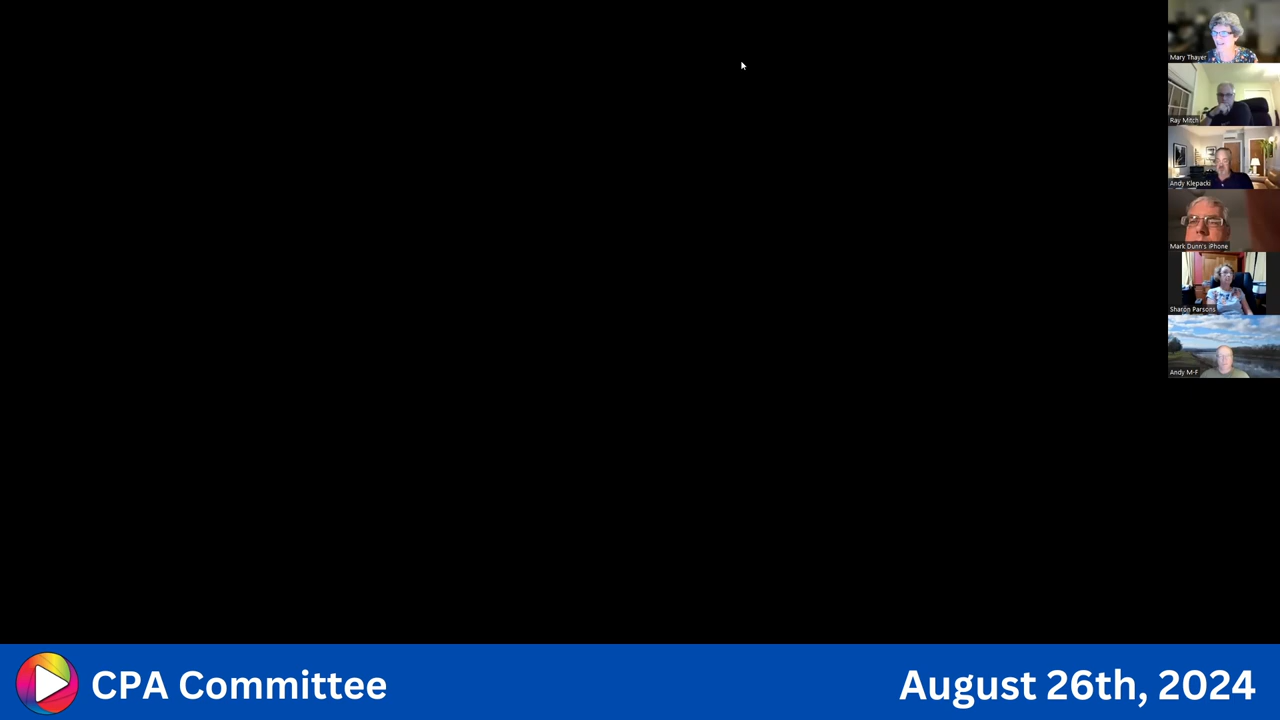 Mary Thayer
Ray Mitch
Andy Klepacki
Mark Dunn's iPhone
Sharon Parsons
Andy M-F
CPA Committee
August 26th, 2024